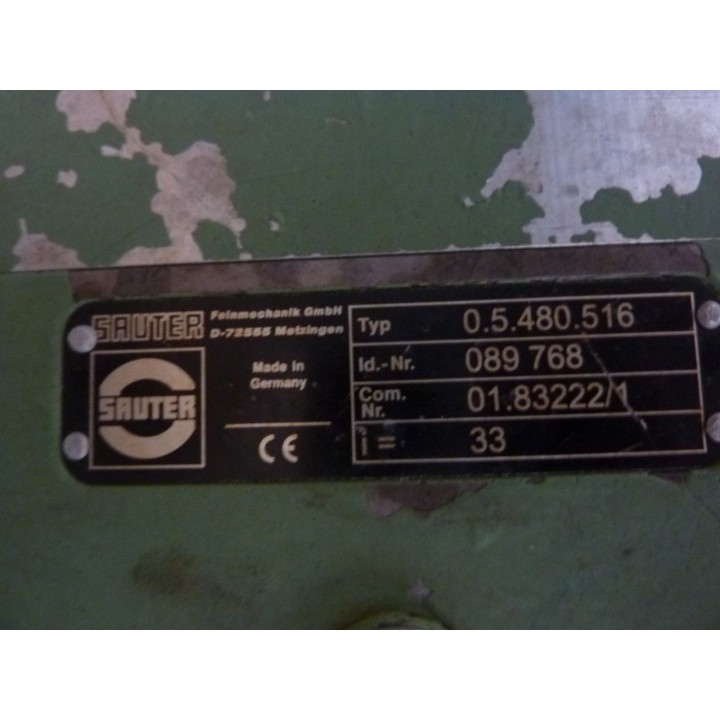 SAUTER Feinmechanik GmbH
D-72555 Metzingen
SAUTER
Made in
Germany
CE
Typ 0.5.480.516
Id.-Nr. 089 768
Com. Nr. 01.83222/1
i = 33